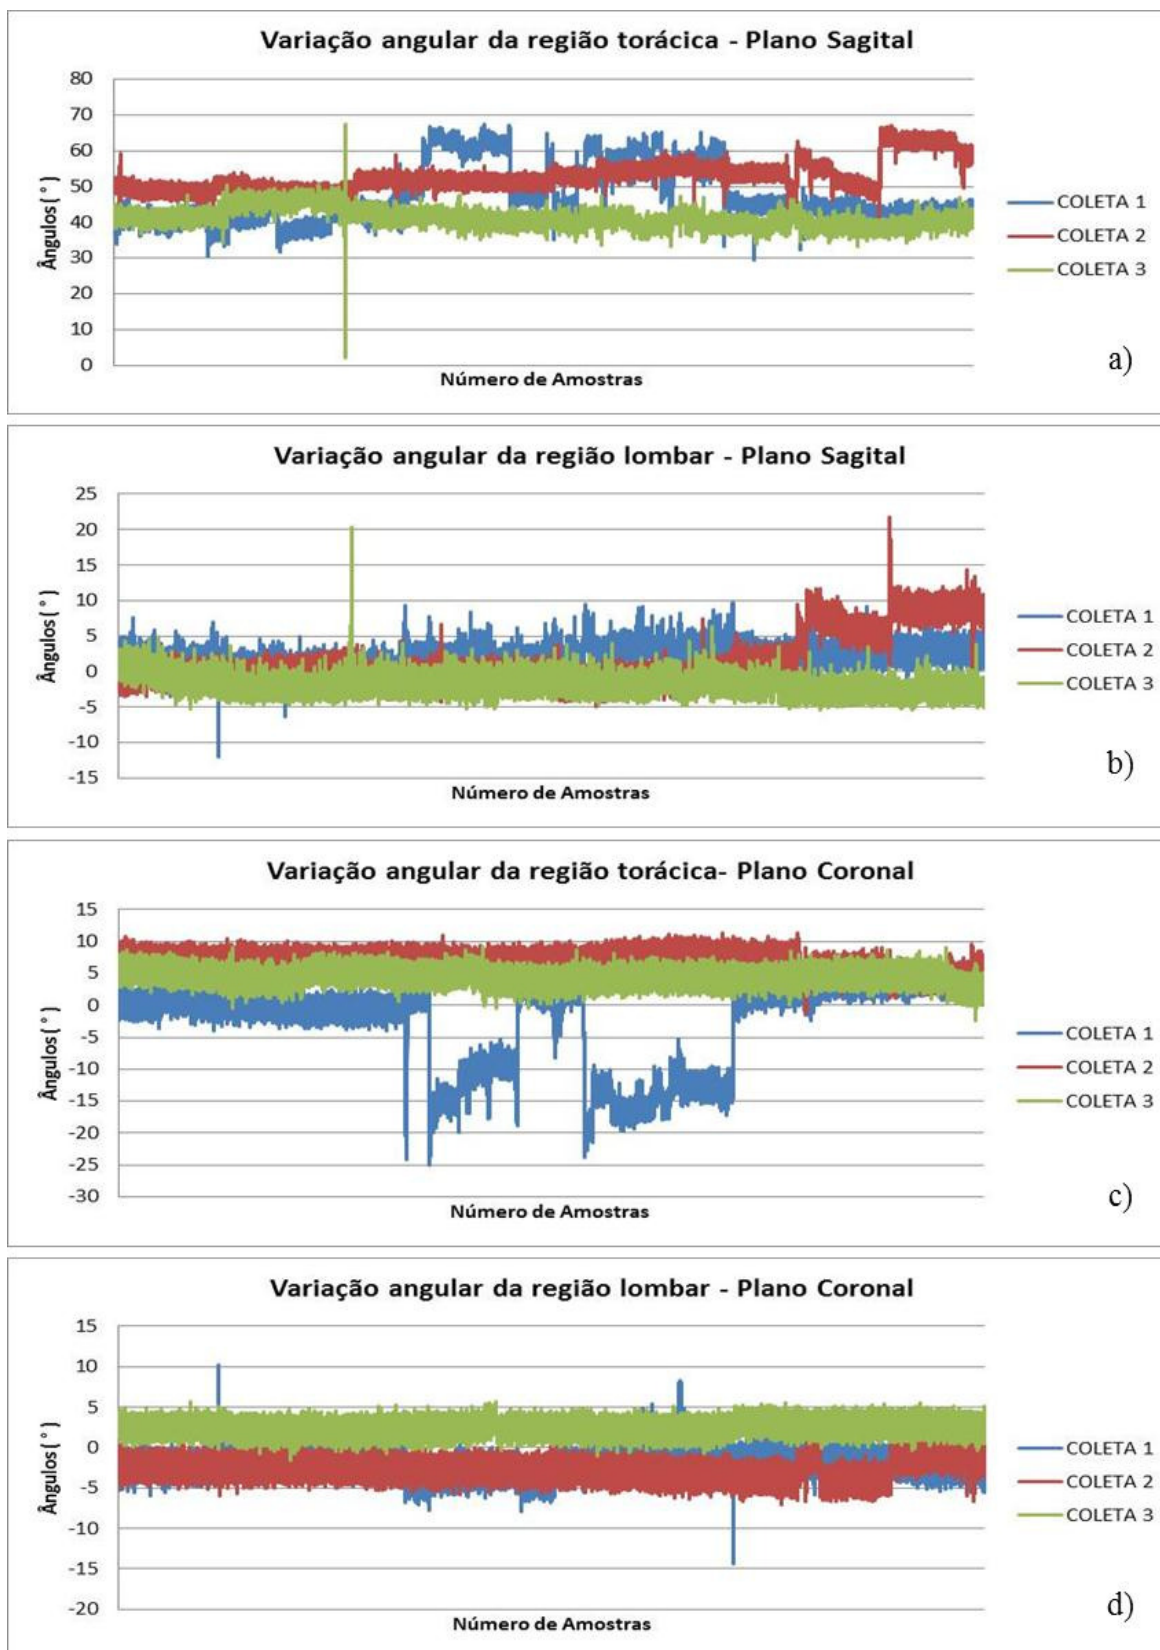 Variação angular da região torácica - Plano Sagital
80
70
60
50
40
30
20
10
0
Ângulos ( ° )
Número de Amostras
COLETA 1
COLETA 2
COLETA 3
a)
Variação angular da região lombar - Plano Sagital
25
20
15
10
5
0
-5
-10
-15
Ângulos ( ° )
Número de Amostras
COLETA 1
COLETA 2
COLETA 3
b)
Variação angular da região torácica- Plano Coronal
15
10
5
0
-5
-10
-15
-20
-25
-30
Ângulos ( ° )
Número de Amostras
COLETA 1
COLETA 2
COLETA 3
c)
Variação angular da região lombar - Plano Coronal
15
10
5
0
-5
-10
-15
-20
Ângulos ( ° )
Número de Amostras
COLETA 1
COLETA 2
COLETA 3
d)